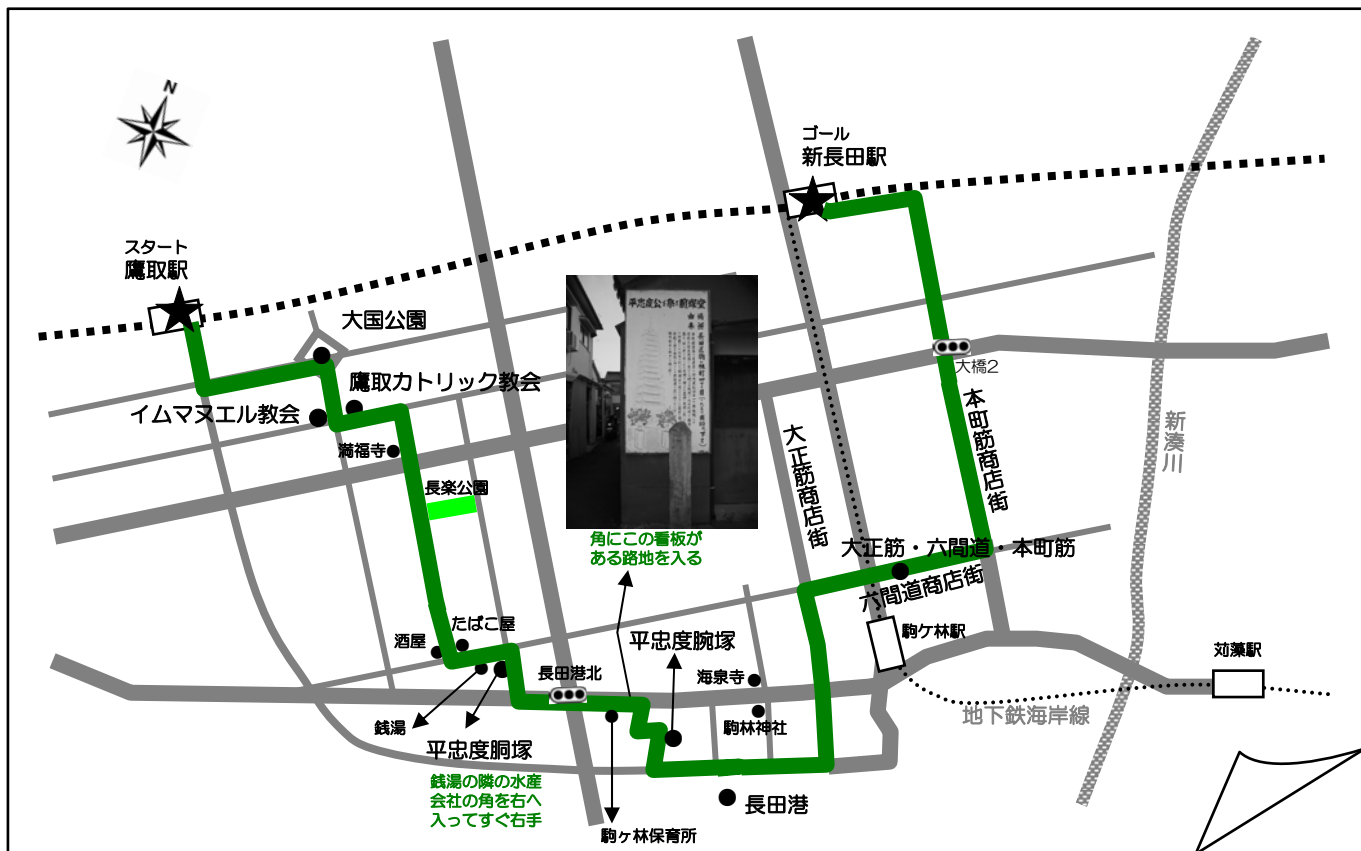 N
ゴール
新長田駅
スタート
鷹取駅
大国公園
鷹取カトリック教会
イムマヌエル教会
満福寺
長楽公園
大橋2
本町筋商店街
大正筋商店街
新湊川
角にこの看板が
ある路地を入る
大正筋・六間道・本町筋
六間道商店街
たばこ屋
酒屋
平忠度腕塚
駒ケ林駅
苅藻駅
長田港北
海泉寺
銭湯
平忠度胴塚
駒林神社
地下鉄海岸線
銭湯の隣の水産
会社の角を右へ
入ってすぐ右手
長田港
駒ヶ林保育所